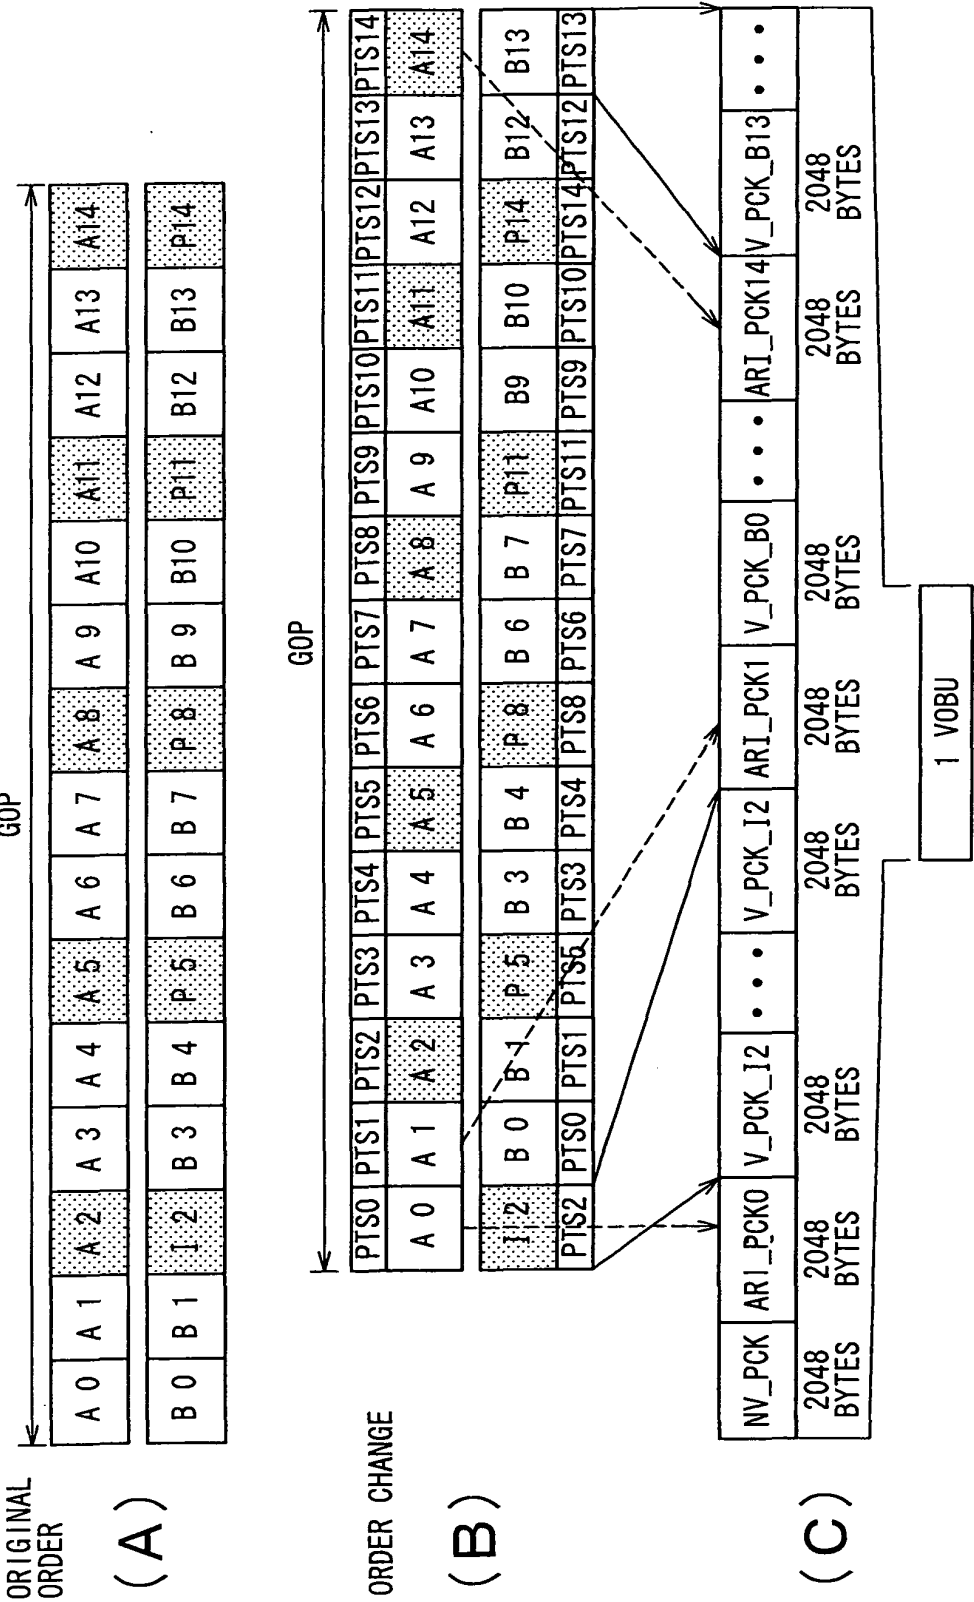 ORIGINAL
ORDER
GOP
A 0 A 1 A 2 A 3 A 4 A 5 A 6 A 7 A 8 A 9 A10 A11 A12 A13 A14
B 0 B 1 I 2 B 3 B 4 P 5 B 6 B 7 P 8 B 9 B10 P11 B12 B13 P14
(A)
ORDER CHANGE
GOP
PTS0 PTS1 PTS2 PTS3 PTS4 PTS5 PTS6 PTS7 PTS8 PTS9 PTS10 PTS11 PTS12 PTS13 PTS14
A 0 A 1 A 2 A 3 A 4 A 5 A 6 A 7 A 8 A 9 A10 A11 A12 A13 A14
I 2 B 0 B 1 P 5 B 3 B 4 P 8 B 6 B 7 P11 B9 B10 P14 B12 B13
PTS2 PTS0 PTS1 PTS5 PTS3 PTS4 PTS8 PTS6 PTS7 PTS11 PTS9 PTS10 PTS14 PTS12 PTS13
(B)
NV_PCK ARI_PCK0 V_PCK_I2 • • • V_PCK_I2 ARI_PCK1 V_PCK_B0 • • • ARI_PCK14 V_PCK_B13 • • •
2048 2048 2048 2048 2048 2048 2048 2048
BYTES BYTES BYTES BYTES BYTES BYTES BYTES BYTES
(C)
1 VOBU